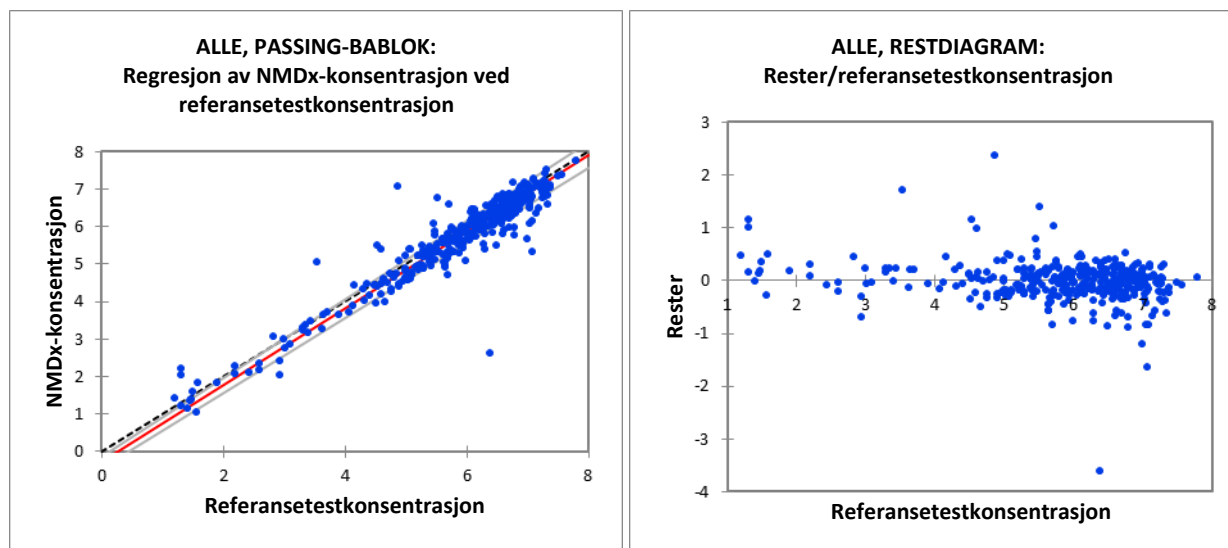 ALLE, PASSING-BABLOK:
Regresjon av NMDx-konsentrasjon ved
referansetestkonsentrasjon
NMDx-konsentrasjon
8
7
6
5
4
3
2
1
0
0 2 4 6 8
Referansetestkonsentrasjon
ALLE, RESTDIAGRAM:
Rester/referansetestkonsentrasjon
Rester
3
2
1
0
-1
-2
-3
-4
1 2 3 4 5 6 7 8
Referansetestkonsentrasjon